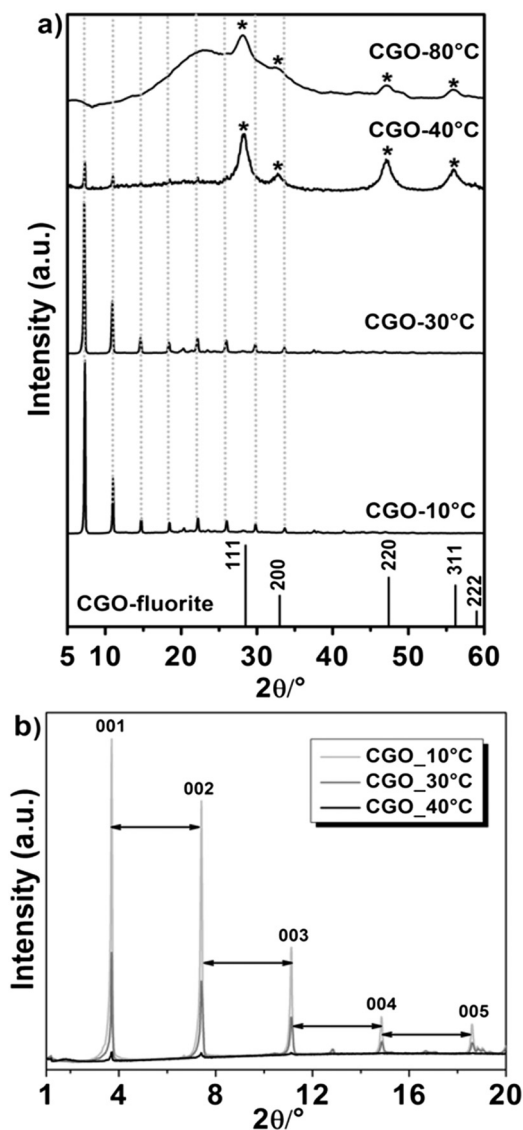 a)
* CGO-80°C
* * *
CGO-40°C
* * * *
CGO-30°C
CGO-10°C
CGO-fluorite
111
200
220
311
222
Intensity (a.u.)
5 10 20 30 40 50 60
2θ/°
b)
001
002
003
004
005
CGO_10°C
CGO_30°C
CGO_40°C
Intensity (a.u.)
1 4 8 12 16 20
2θ/°